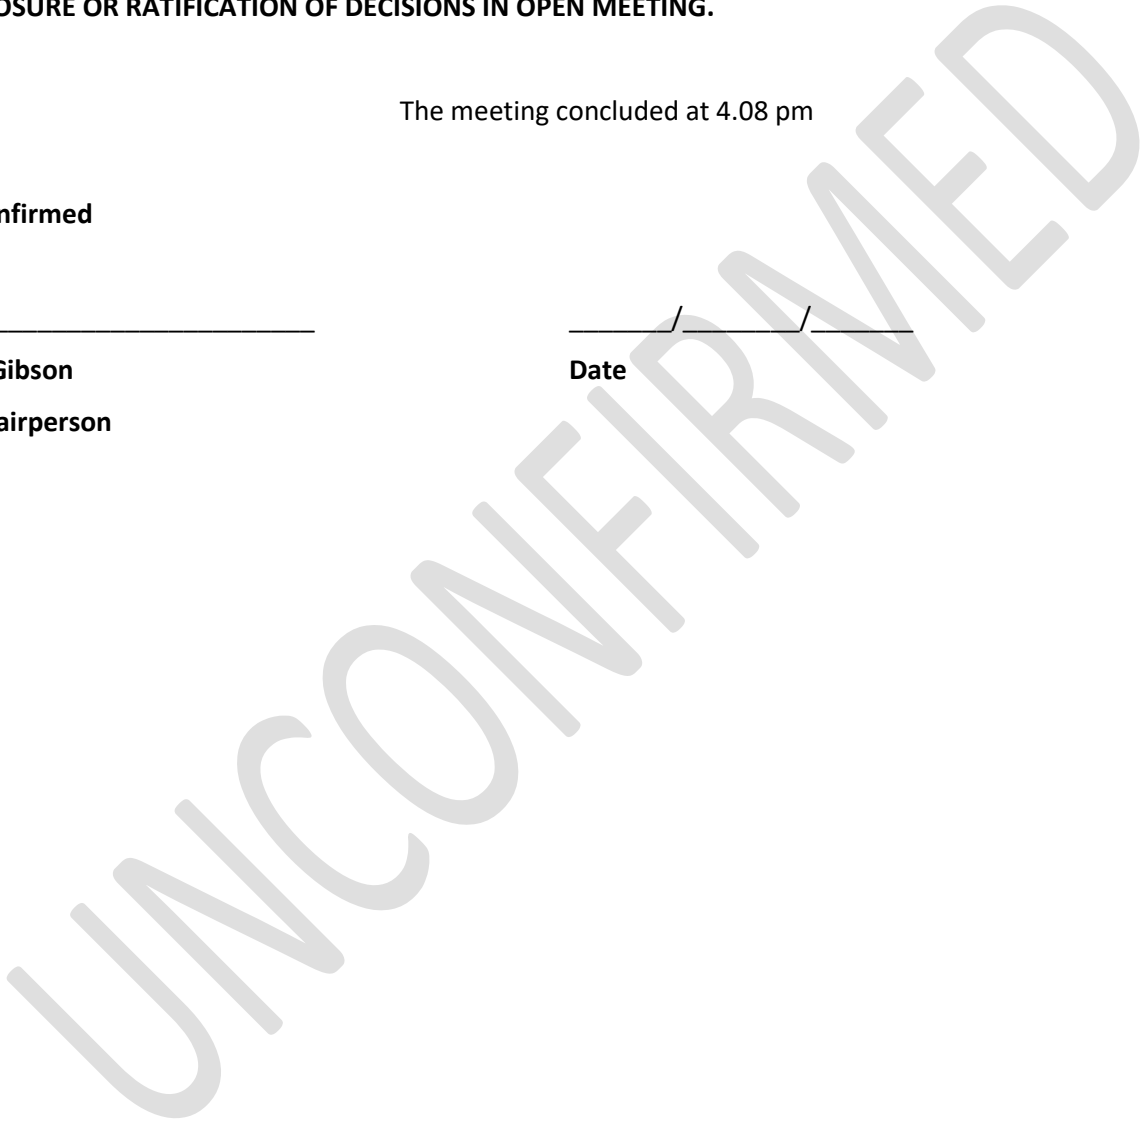 OSURE OR RATIFICATION OF DECISIONS IN OPEN MEETING.
The meeting concluded at 4.08 pm
nfirmed
______________________ _______/________/_______
Gibson Date
airperson
UNCONFIRMED